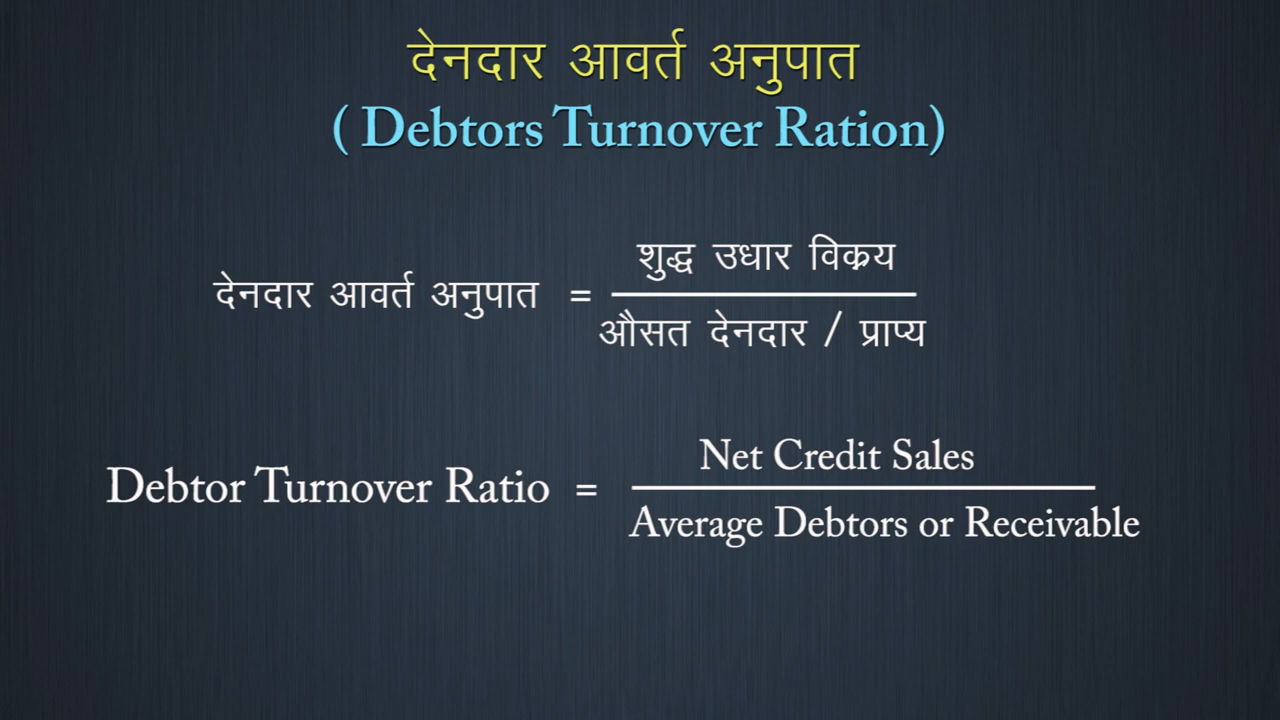 देनदार आवर्त अनुपात
( Debtors Turnover Ration)
शुद्ध उधार विक्रय
देनदार आवर्त अनुपात =
औसत देनदार / प्राप्य
Net Credit Sales
Debtor Turnover Ratio =
Average Debtors or Receivable